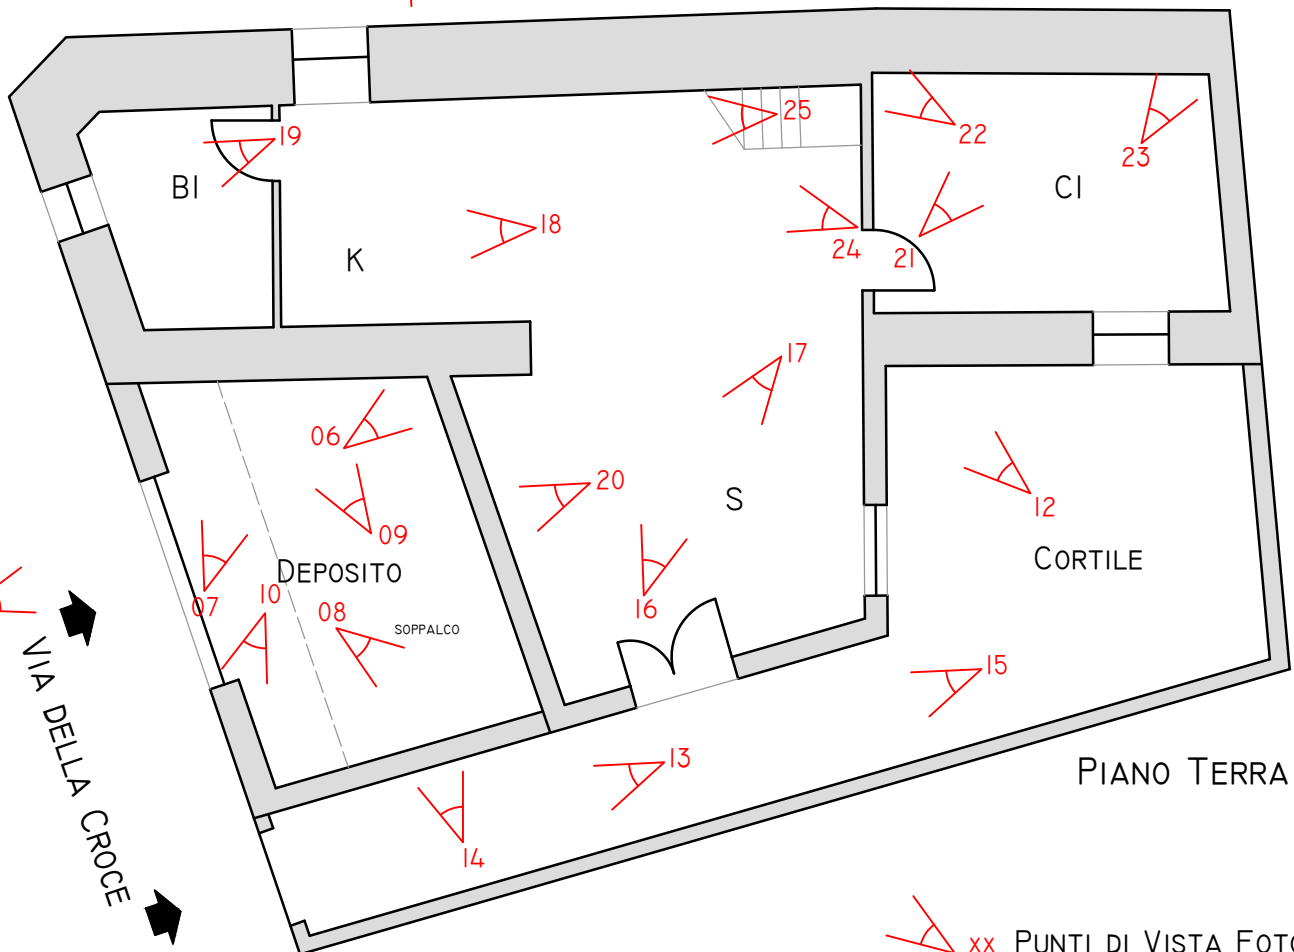 25
19
22
23
BI
CI
18
24
21
K
17
06
20
S
12
09
DEPOSITO
CORTILE
07
10
08
16
SOPPALCO
15
VIA DELLA CROCE
13
PIANO TERRA
14
xx PUNTI DI VISTA